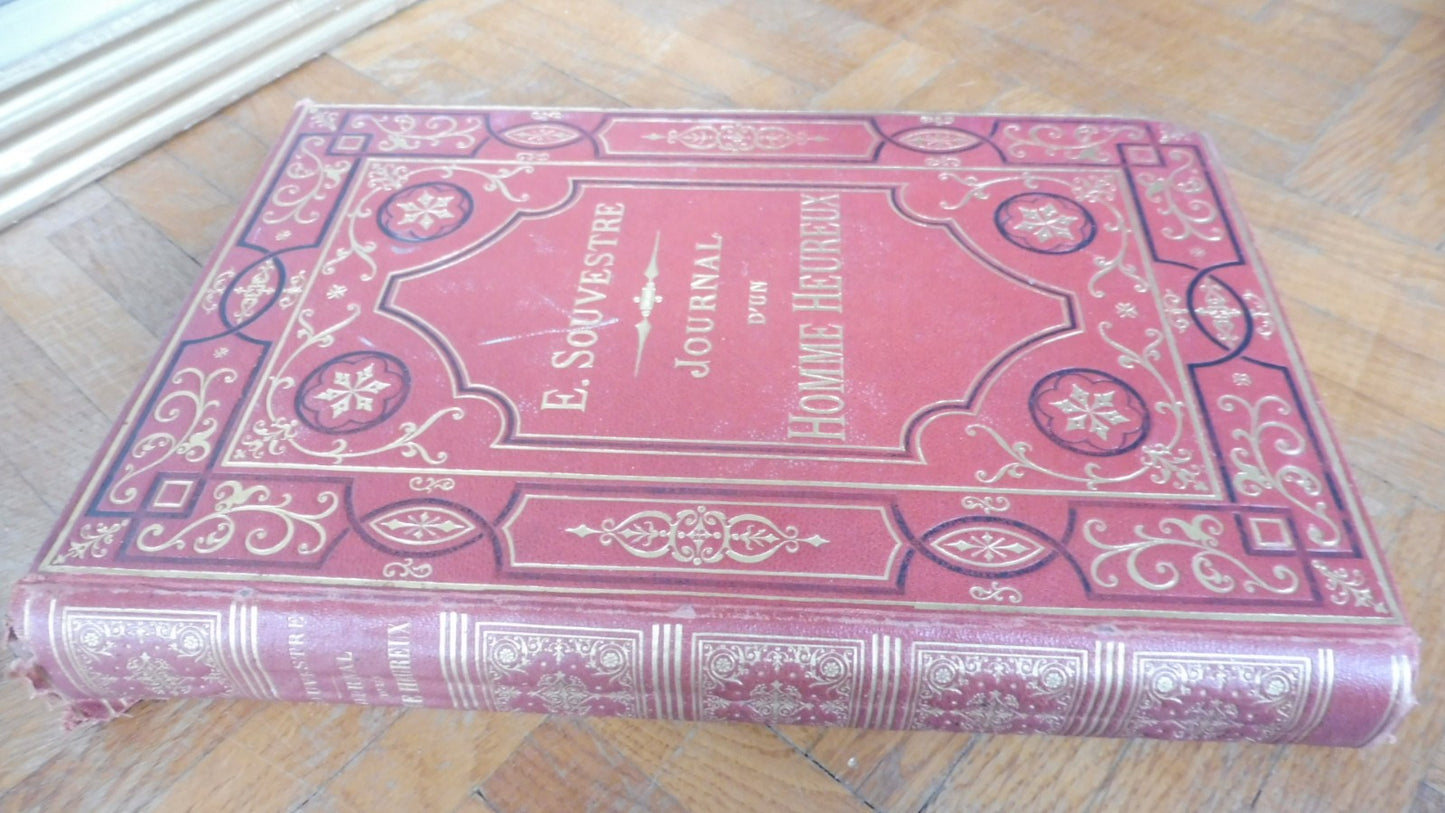 E. SOUVESTRE
JOURNAL
D'UN
HOMME HEUREUX